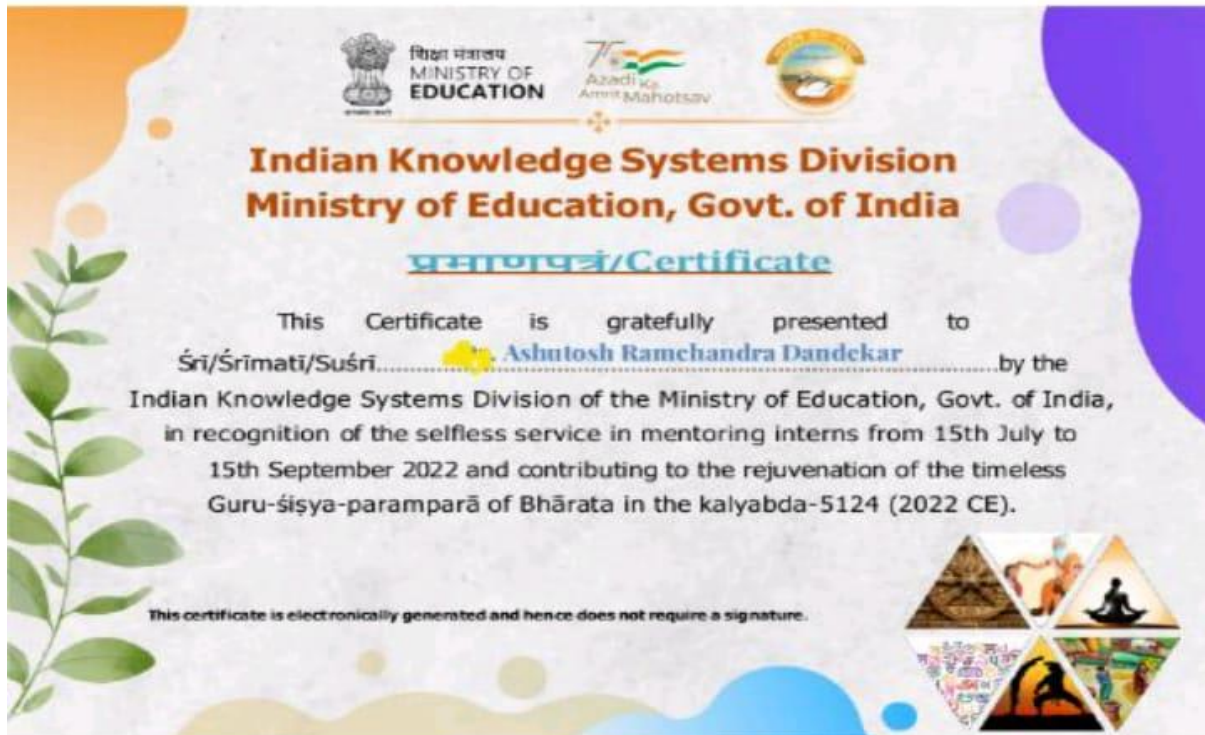 शिक्षा मंत्रालय
MINISTRY OF
EDUCATION
75
Azadi Ka
Amrit Mahotsav
Indian Knowledge Systems Division
Ministry of Education, Govt. of India
प्रमाणपत्रं/Certificate
This Certificate is gratefully presented to
Śrī/Śrīmatī/Suśrī.......... Ashutosh Ramchandra Dandekar ..........by the
Indian Knowledge Systems Division of the Ministry of Education, Govt. of India,
in recognition of the selfless service in mentoring interns from 15th July to
15th September 2022 and contributing to the rejuvenation of the timeless
Guru-śiṣya-paramparā of Bhārata in the kalyabda-5124 (2022 CE).
This certificate is electronically generated and hence does not require a signature.